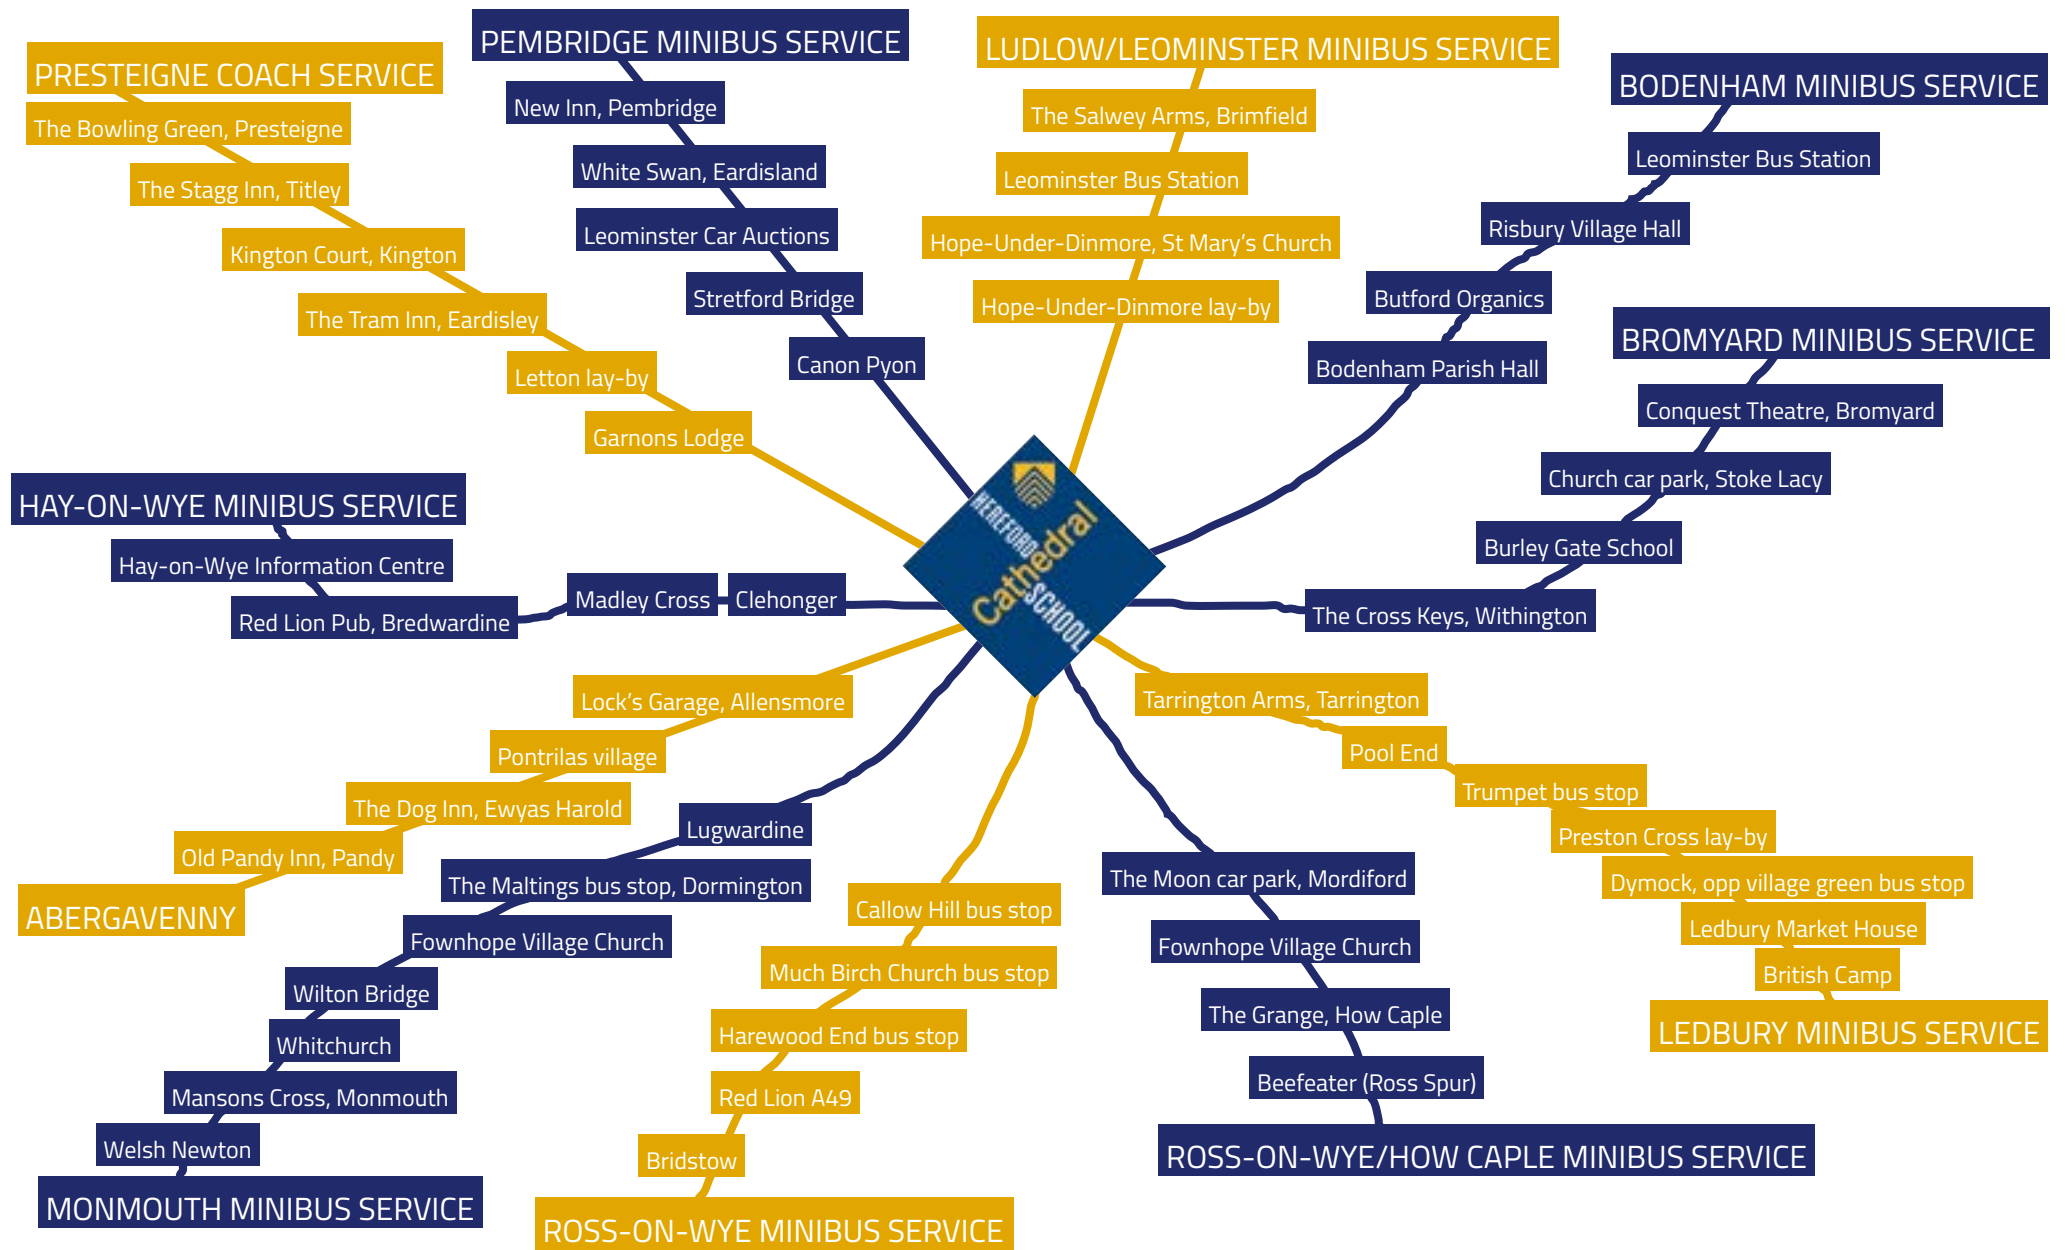 PRESTEIGNE COACH SERVICE
The Bowling Green, Presteigne
The Stagg Inn, Titley
Kington Court, Kington
The Tram Inn, Eardisley
Letton lay-by
Garnons Lodge
PEMBRIDGE MINIBUS SERVICE
New Inn, Pembridge
White Swan, Eardisland
Leominster Car Auctions
Stretford Bridge
Canon Pyon
LUDLOW/LEOMINSTER MINIBUS SERVICE
The Salwey Arms, Brimfield
Leominster Bus Station
Hope-Under-Dinmore, St Mary’s Church
Hope-Under-Dinmore lay-by
BODENHAM MINIBUS SERVICE
Leominster Bus Station
Risbury Village Hall
Butford Organics
Bodenham Parish Hall
BROMYARD MINIBUS SERVICE
Conquest Theatre, Bromyard
Church car park, Stoke Lacy
Burley Gate School
The Cross Keys, Withington
HAY-ON-WYE MINIBUS SERVICE
Hay-on-Wye Information Centre
Red Lion Pub, Bredwardine
Madley Cross
Clehonger
HEREFORD
Cathedral
SCHOOL
Lock’s Garage, Allensmore
Pontrilas village
The Dog Inn, Ewyas Harold
Old Pandy Inn, Pandy
ABERGAVENNY
Lugwardine
The Maltings bus stop, Dormington
Fownhope Village Church
Wilton Bridge
Whitchurch
Mansons Cross, Monmouth
Welsh Newton
MONMOUTH MINIBUS SERVICE
Callow Hill bus stop
Much Birch Church bus stop
Harewood End bus stop
Red Lion A49
Bridstow
ROSS-ON-WYE MINIBUS SERVICE
The Moon car park, Mordiford
Fownhope Village Church
The Grange, How Caple
Beefeater (Ross Spur)
ROSS-ON-WYE/HOW CAPLE MINIBUS SERVICE
Tarrington Arms, Tarrington
Pool End
Trumpet bus stop
Preston Cross lay-by
Dymock, opp village green bus stop
Ledbury Market House
British Camp
LEDBURY MINIBUS SERVICE